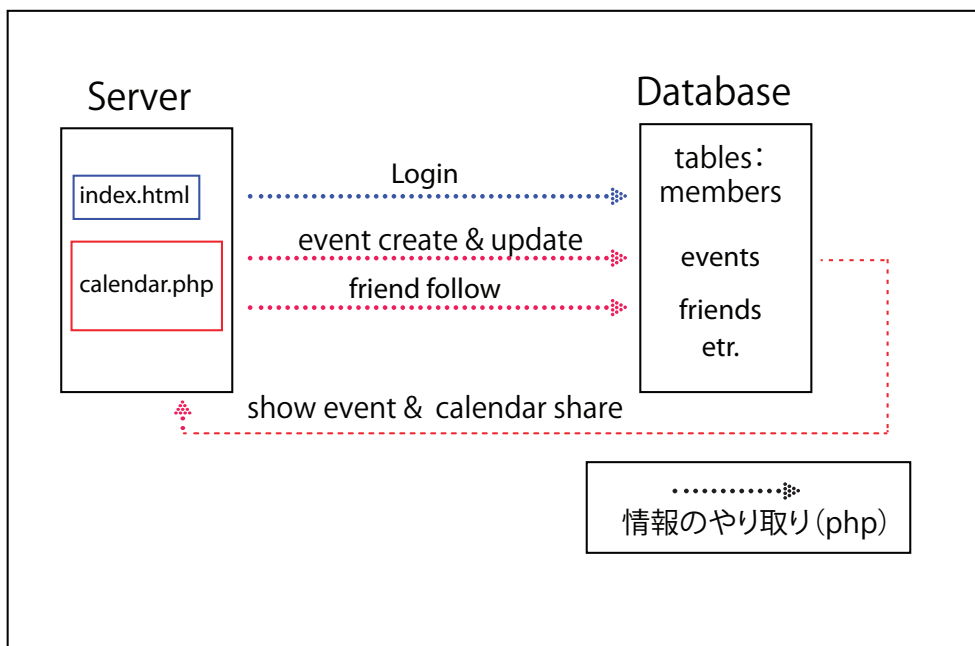 Server
Database
index.html
calendar.php
Login
event create & update
friend follow
tables：
members
events
friends
etr.
show event & calendar share
情報のやり取り（php）